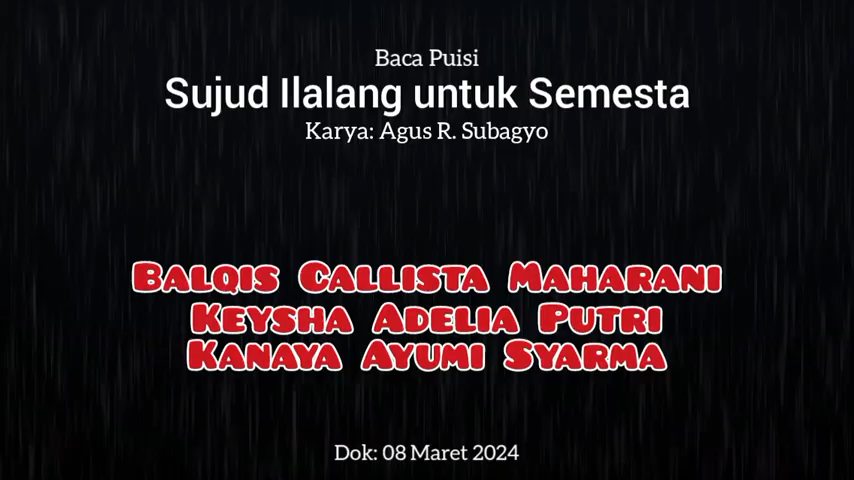 Baca Puisi
Sujud Ilalang untuk Semesta
Karya: Agus R. Subagyo
Balqis Callista Maharani
Keysha Adelia Putri
Kanaya Ayumi Syarma
Dok: 08 Maret 2024